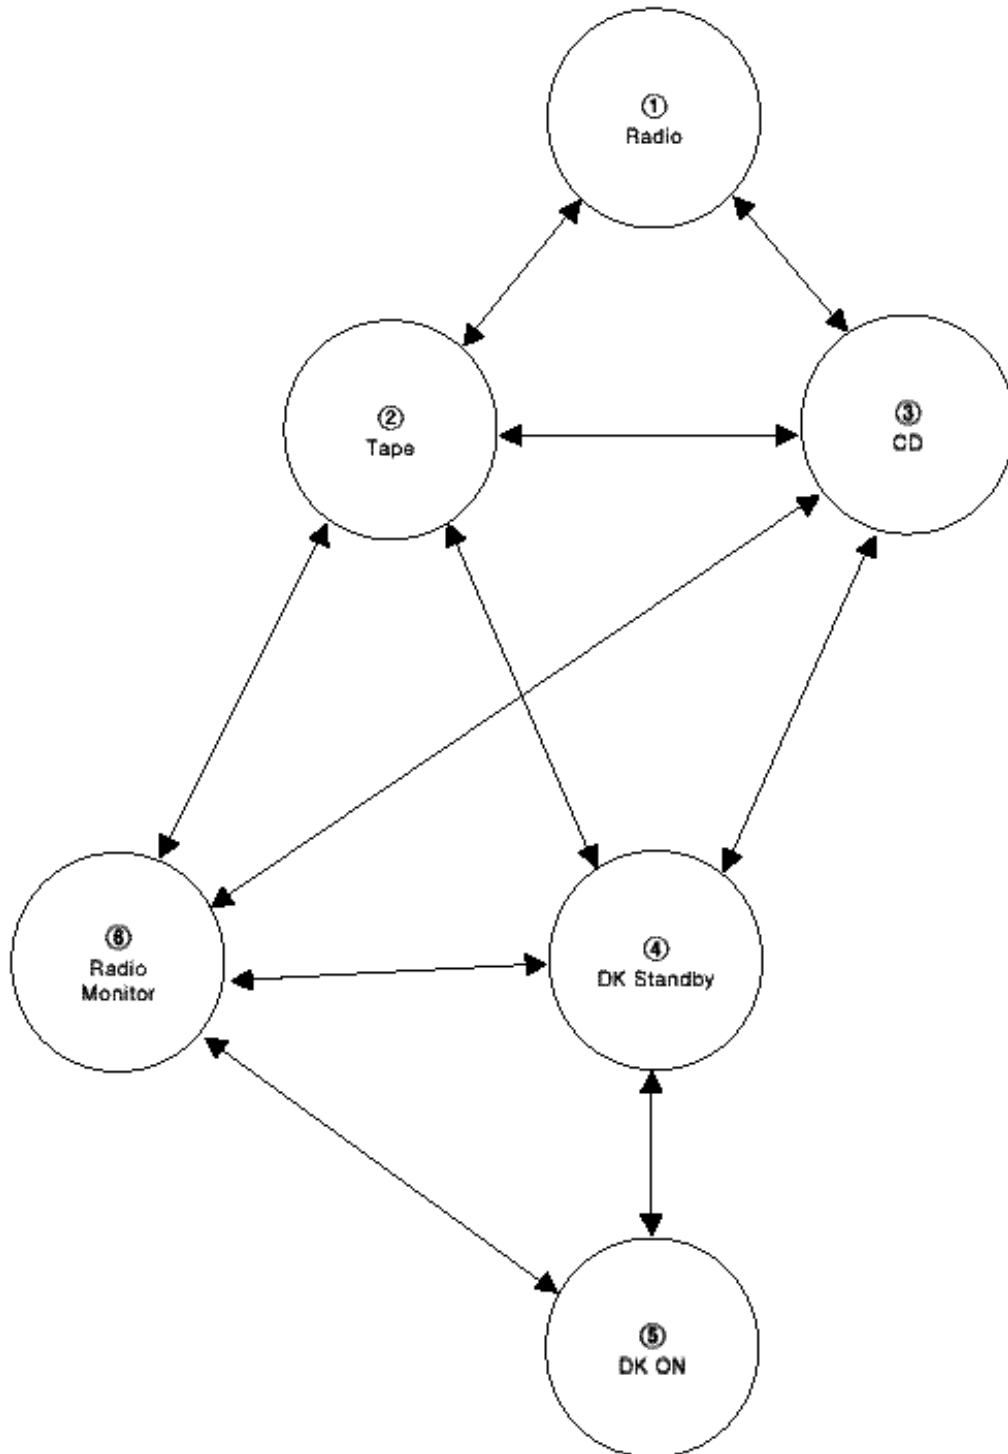 ①
Radio
②
Tape
③
CD
⑥
Radio
Monitor
④
DK Standby
⑤
DK ON